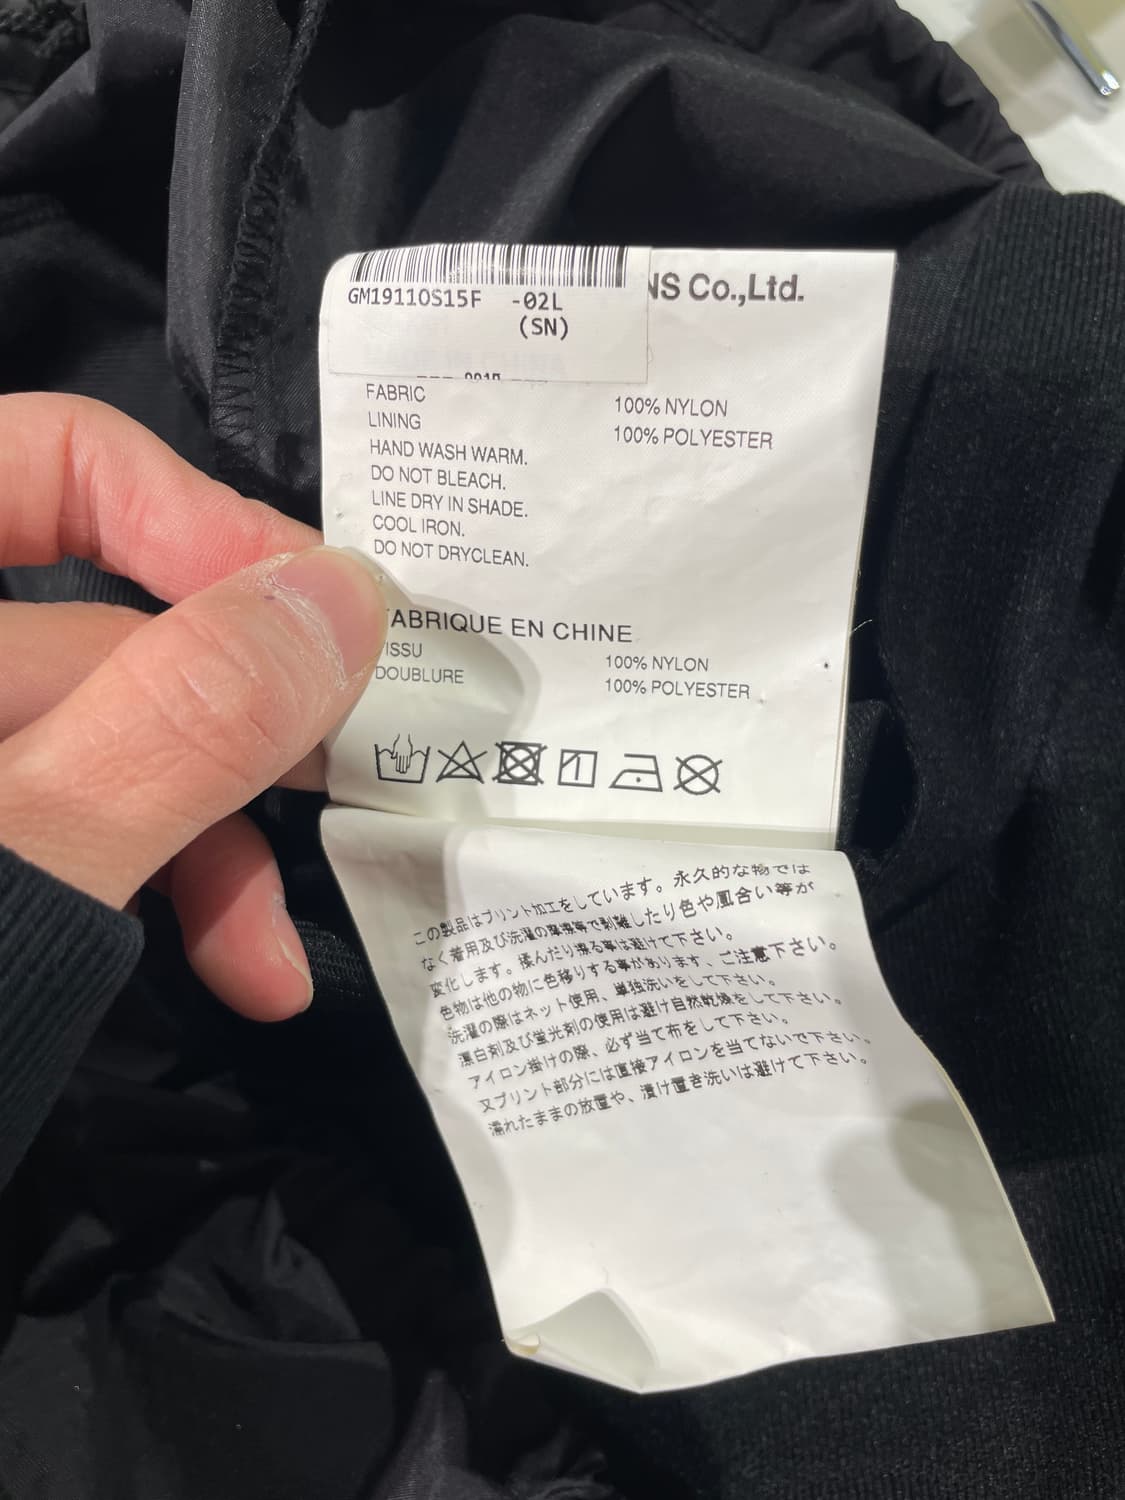 NS Co.,Ltd.
GM1911OS15F -02L
(SN)
FABRIC 100% NYLON
LINING 100% POLYESTER
HAND WASH WARM.
DO NOT BLEACH.
LINE DRY IN SHADE.
COOL IRON.
DO NOT DRYCLEAN.
FABRIQUE EN CHINE
TISSU 100% NYLON
DOUBLURE 100% POLYESTER
この製品はプリント加工をしています。永久的な物では
なく着用及び洗濯の摩擦等で剥離したり色や風合い等が
変化します。揉んだり擦る事は避けて下さい。
色物は他の物に色移りする事があります、ご注意下さい。
洗濯の際はネット使用、単独洗いをして下さい。
漂白剤及び蛍光剤の使用は避け自然乾燥をして下さい。
アイロン掛けの際、必ず当て布をして下さい。
又プリント部分には直接アイロンを当てないで下さい。
濡れたままの放置や、漬け置き洗いは避けて下さい。